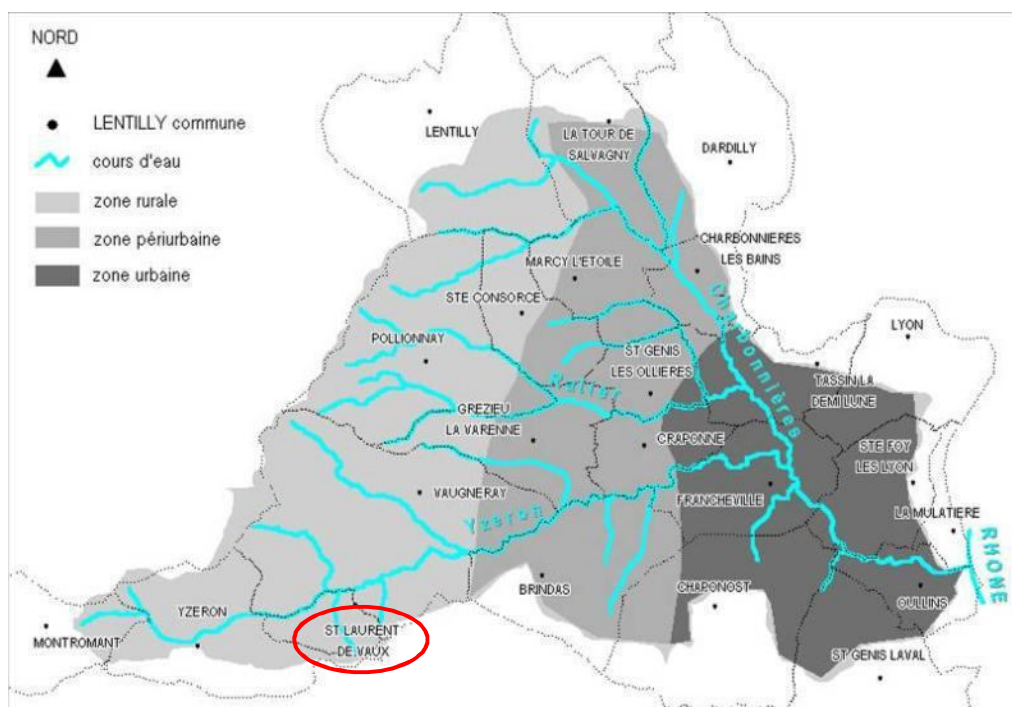 NORD
LENTILLY commune
cours d'eau
zone rurale
zone périurbaine
zone urbaine
LENTILLY
LA TOUR DE
SALVAGNY
DARDILLY
CHARBONNIERES
LES BAINS
MARCY L'ETOILE
STE CONSORCE
Charbonnières
LYON
POLLIONNAY
ST GENIS
LES OLLIERES
TASSIN LA
DEMI LUNE
Ratier
GREZIEU
LA VARENNE
CRAPONNE
STE FOY
LES LYON
VAUGNERAY
FRANCHEVILLE
Yzeron
LA MULATIERE
RHONE
BRINDAS
CHAPONOST
OULLINS
YZERON
MONTROMANT
ST LAURENT
DE VAUX
ST GENIS LAVAL